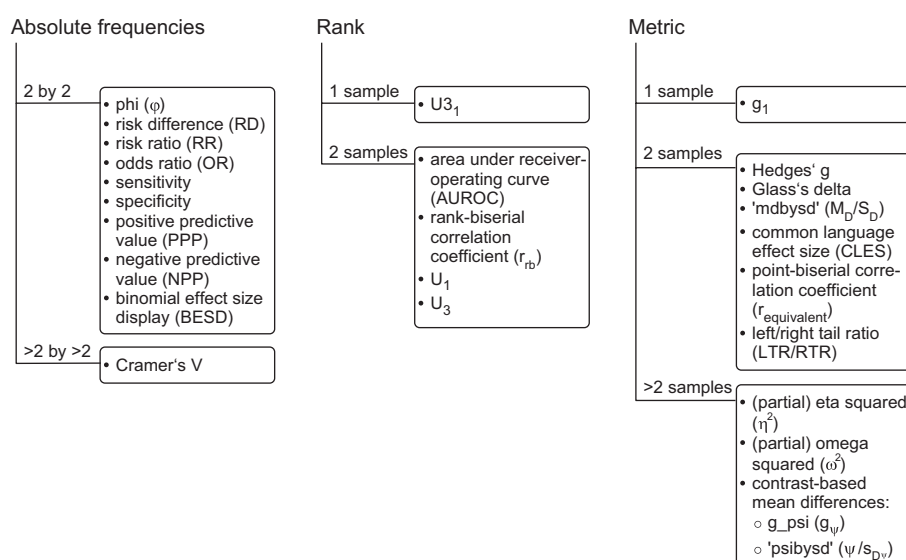 Absolute frequencies
2 by 2
• phi (φ)
• risk difference (RD)
• risk ratio (RR)
• odds ratio (OR)
• sensitivity
• specificity
• positive predictive
value (PPP)
• negative predictive
value (NPP)
• binomial effect size
display (BESD)
>2 by >2
• Cramer‘s V
Rank
1 sample
• U3₁
2 samples
• area under receiver-
operating curve
(AUROC)
• rank-biserial
correlation
coefficient (r_rb)
• U₁
• U₃
Metric
1 sample
• g₁
2 samples
• Hedges‘ g
• Glass‘s delta
• 'mdbysd' (M_D/S_D)
• common language
effect size (CLES)
• point-biserial corre-
lation coefficient
(r_equivalent)
• left/right tail ratio
(LTR/RTR)
>2 samples
• (partial) eta squared
(η²)
• (partial) omega
squared (ω²)
• contrast-based
mean differences:
○ g_psi (g_ψ)
○ 'psibysd' (ψ/s_Dψ)